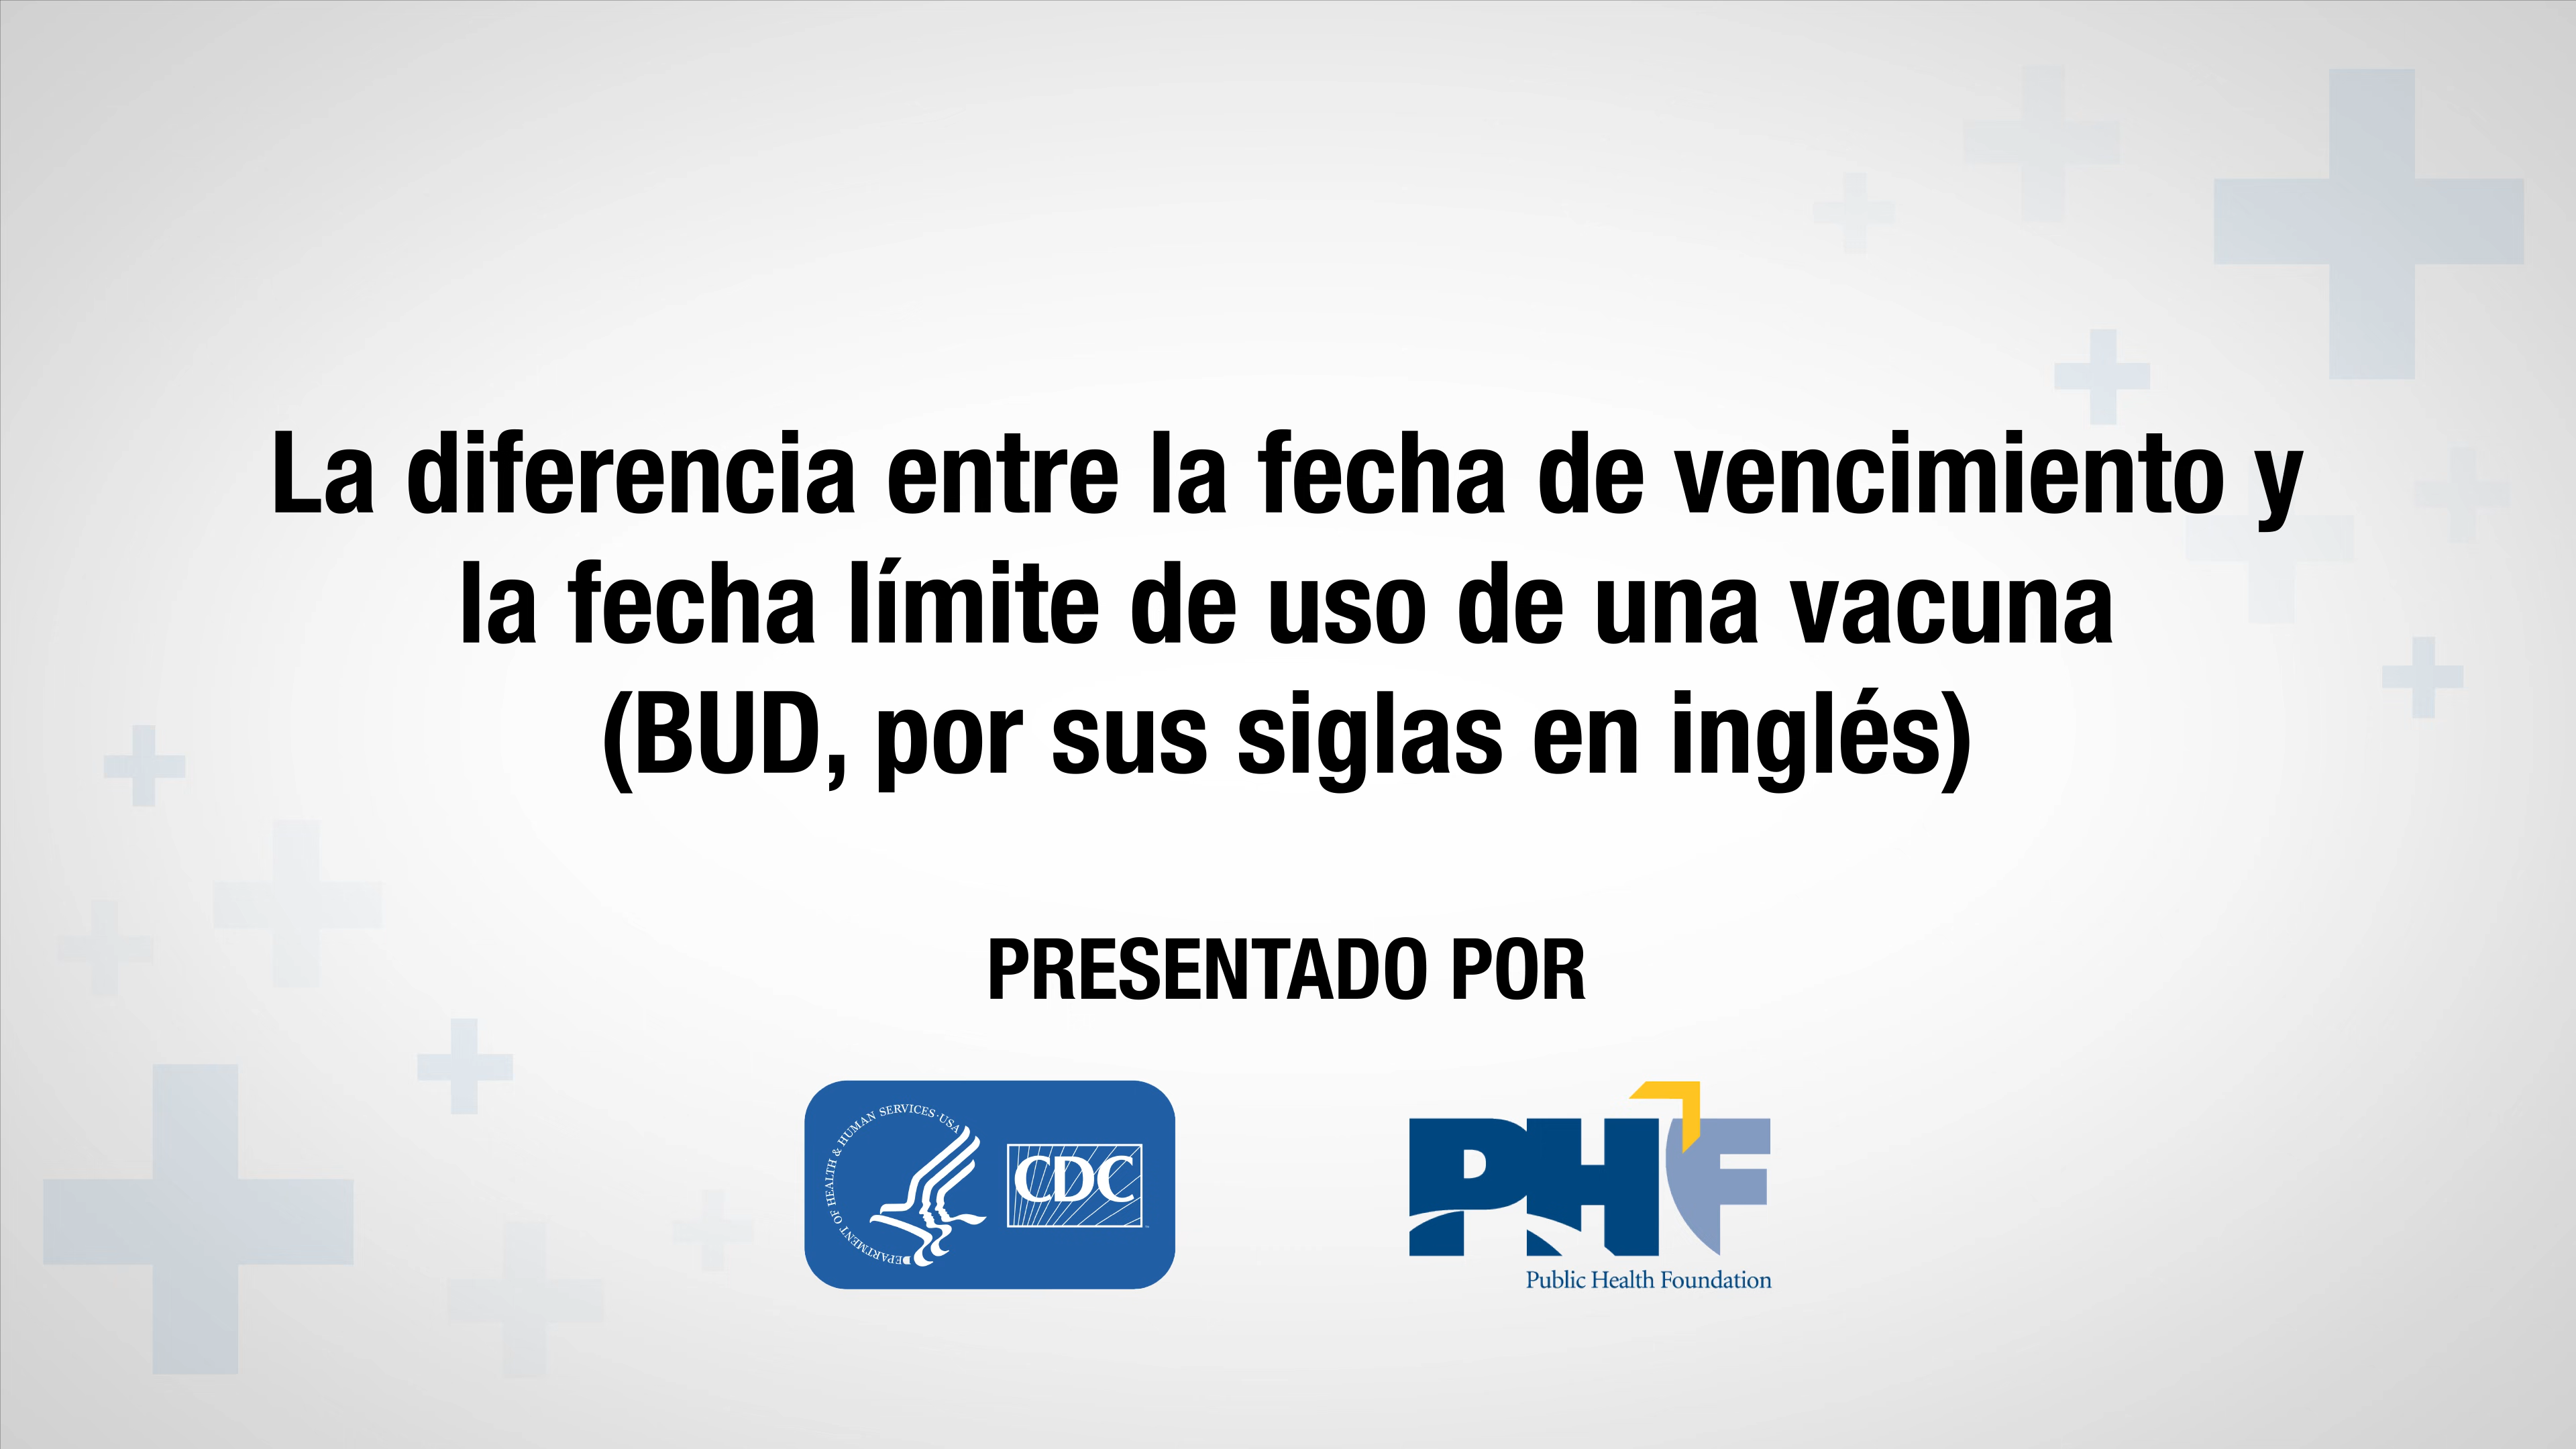 La diferencia entre la fecha de vencimiento y
la fecha límite de uso de una vacuna
(BUD, por sus siglas en inglés)
PRESENTADO POR
DEPARTMENT OF HEALTH & HUMAN SERVICES·USA
CDC
PHF
Public Health Foundation